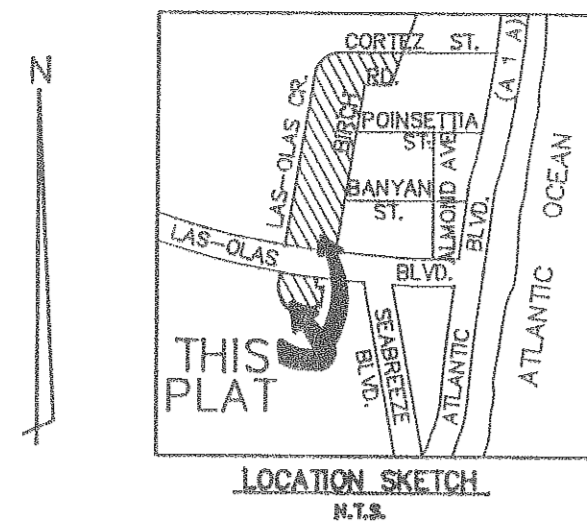 N
CORTEZ ST.
(A 1 A)
RD.
BIRCH
LAS-OLAS CR.
POINSETTIA
ST.
ALMOND AVE
BANYAN
ST.
BLVD.
OCEAN
ATLANTIC
LAS-OLAS
BLVD.
SEABREEZE
BLVD.
ATLANTIC
THIS
PLAT
LOCATION SKETCH
N.T.S.